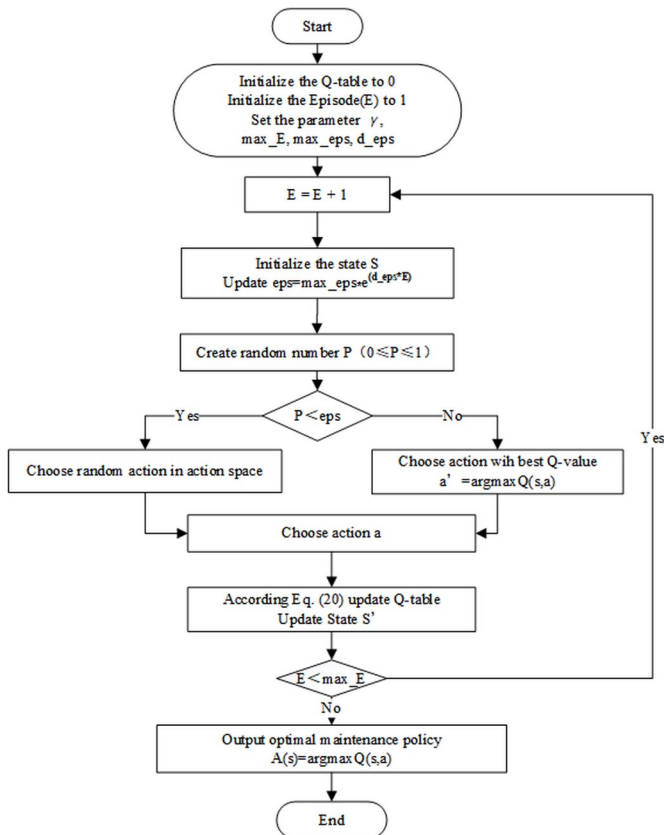 Start
Initialize the Q-table to 0
Initialize the Episode(E) to 1
Set the parameter γ,
max_E, max_eps, d_eps
E = E + 1
Initialize the state S
Update eps=max_eps*e^(d_eps*E)
Create random number P（0≤P≤1）
P＜eps
Yes
No
Yes
Choose random action in action space
Choose action wih best Q-value
a’ =argmax Q(s,a)
Choose action a
According Eq. (20) update Q-table
Update State S’
E＜max_E
No
Output optimal maintenance policy
A(s)=argmax Q(s,a)
End